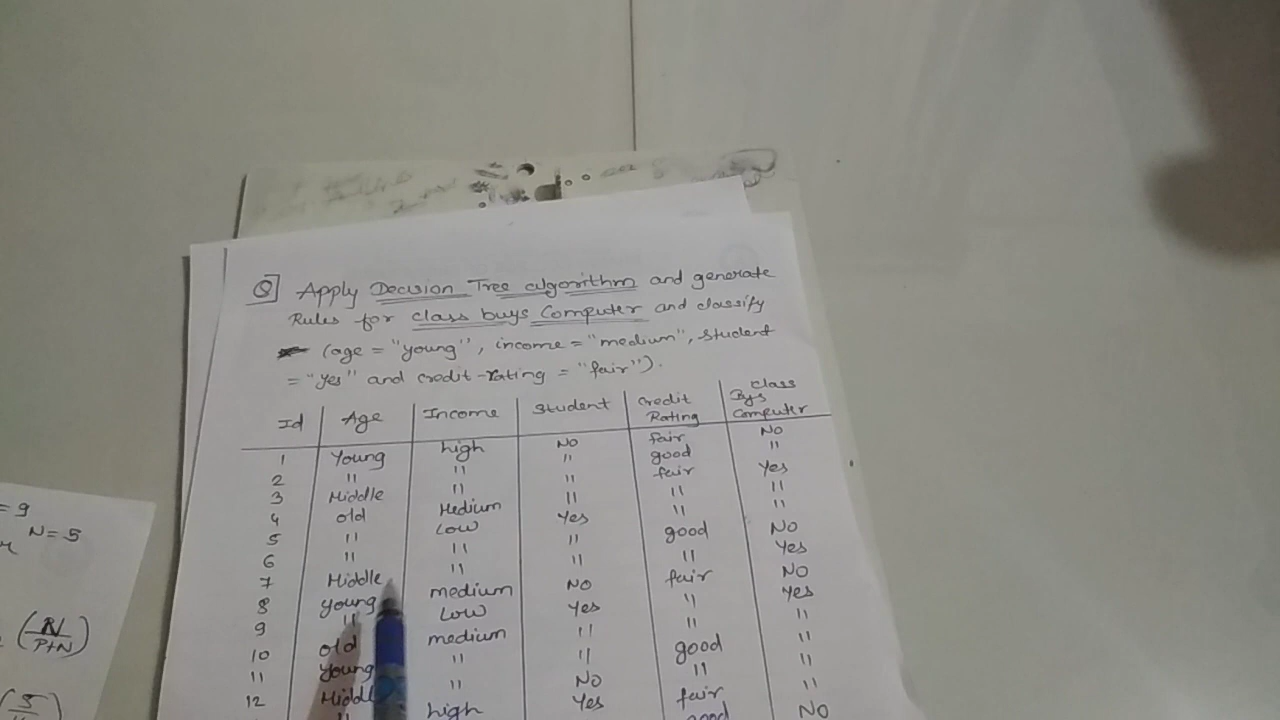 Q] Apply Decision Tree algorithm and generate
Rules for class buys Computer and classify
(age = "young", income = "medium", student
= "yes" and credit-rating = "fair").
Id Age Income Student Credit Rating Class Bys Computer
1 Young high No fair No
2 " " " good "
3 Middle " " fair Yes
4 old Medium " " "
5 " Low Yes " "
6 " " " good No
7 Middle " " " Yes
8 young medium No fair No
9 " Low Yes " Yes
10 old medium " " "
11 young " " good "
12 Middle " No " "
" high Yes fair "
good No
= 9
N = 5
(N/P+N)